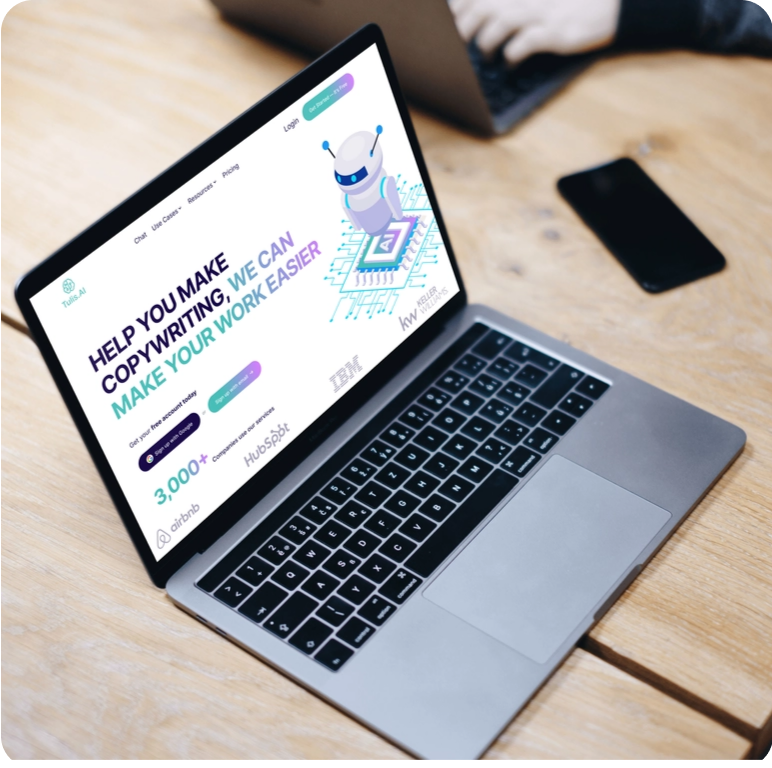 Tulis.AI
Chat
Use Cases
Resources
Pricing
Login
Get Started — It's Free
HELP YOU MAKE
COPYWRITING, WE CAN
MAKE YOUR WORK EASIER
Get your free account today
Sign up with Google
Sign up with email
3,000+ Companies use our services
airbnb
HubSpot
IBM
kw KELLER
WILLIAMS
AI